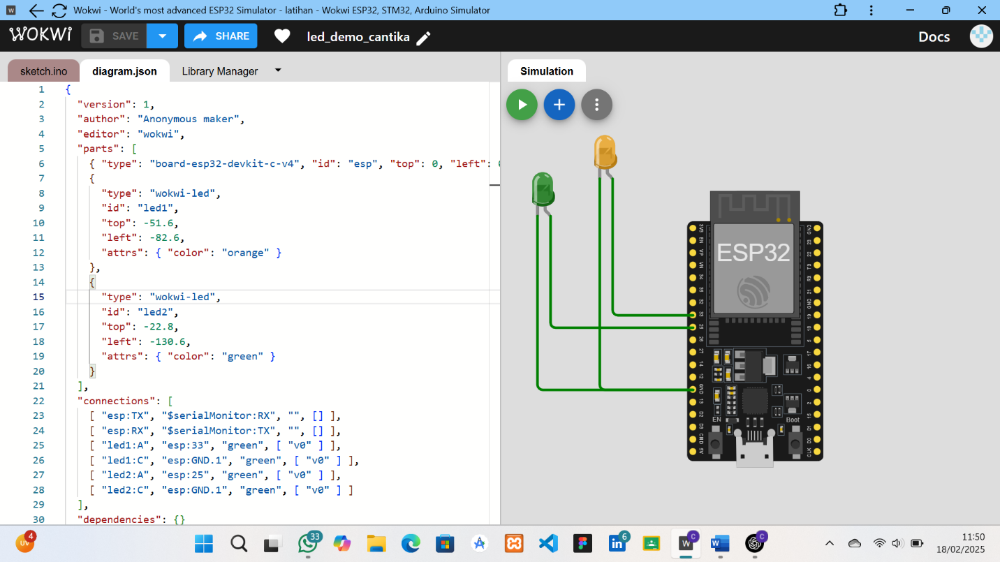 Wokwi - World's most advanced ESP32 Simulator - latihan - Wokwi ESP32, STM32, Arduino Simulator
WOKWI SAVE SHARE led_demo_cantika Docs
sketch.ino diagram.json Library Manager
Simulation
1 {
2 "version": 1,
3 "author": "Anonymous maker",
4 "editor": "wokwi",
5 "parts": [
6 { "type": "board-esp32-devkit-c-v4", "id": "esp", "top": 0, "left":
7 {
8 "type": "wokwi-led",
9 "id": "led1",
10 "top": -51.6,
11 "left": -82.6,
12 "attrs": { "color": "orange" }
13 },
14 {
15 "type": "wokwi-led",
16 "id": "led2",
17 "top": -22.8,
18 "left": -130.6,
19 "attrs": { "color": "green" }
20 }
21 ],
22 "connections": [
23 [ "esp:TX", "$serialMonitor:RX", "", [] ],
24 [ "esp:RX", "$serialMonitor:TX", "", [] ],
25 [ "led1:A", "esp:33", "green", [ "v0" ] ],
26 [ "led1:C", "esp:GND.1", "green", [ "v0" ] ],
27 [ "led2:A", "esp:25", "green", [ "v0" ] ],
28 [ "led2:C", "esp:GND.1", "green", [ "v0" ] ]
29 ],
30 "dependencies": {}
ESP32
3V3
EN
VP
VN
34
35
32
33
25
26
27
14
12
GND
13
D2
D3
CMD
5V
GND
23
22
TX
RX
21
GND
19
18
5
17
16
4
0
2
15
D1
D0
CLK
EN
Boot
UV 4
33
in 6
W C
W
C
11:50
18/02/2025